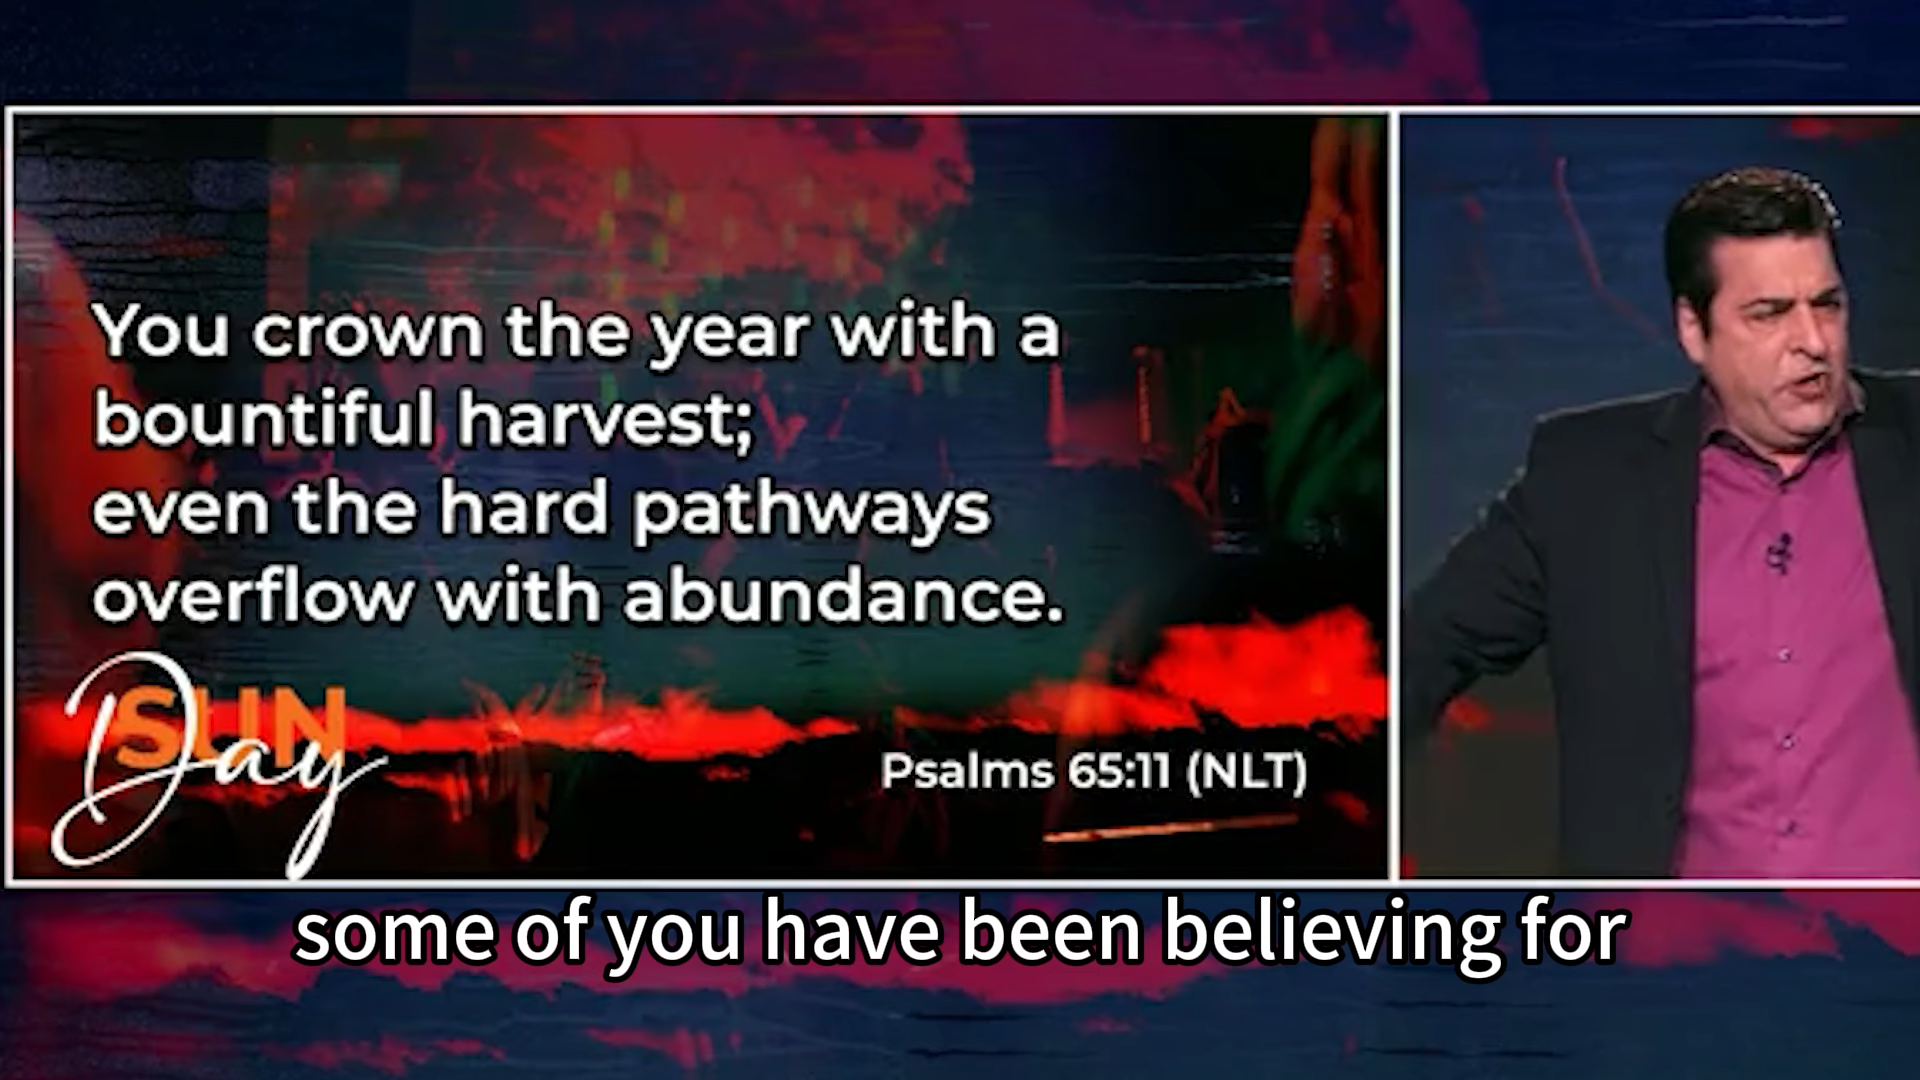 You crown the year with a
bountiful harvest;
even the hard pathways
overflow with abundance.
SUN
Day
Psalms 65:11 (NLT)
some of you have been believing for